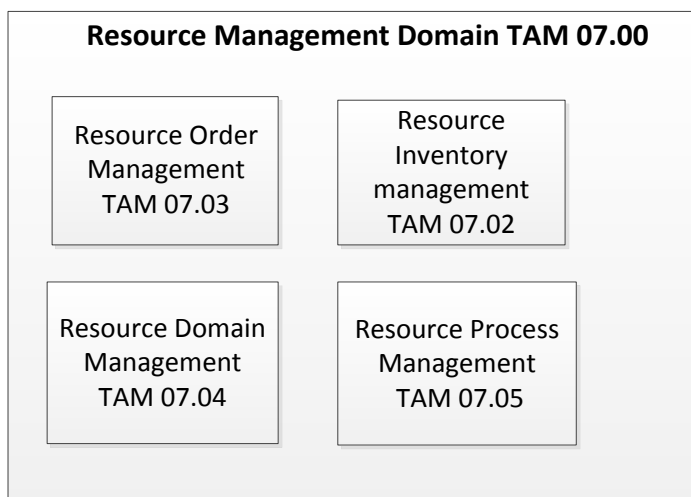 Resource Management Domain TAM 07.00
Resource Order
Management
TAM 07.03
Resource
Inventory
management
TAM 07.02
Resource Domain
Management
TAM 07.04
Resource Process
Management
TAM 07.05